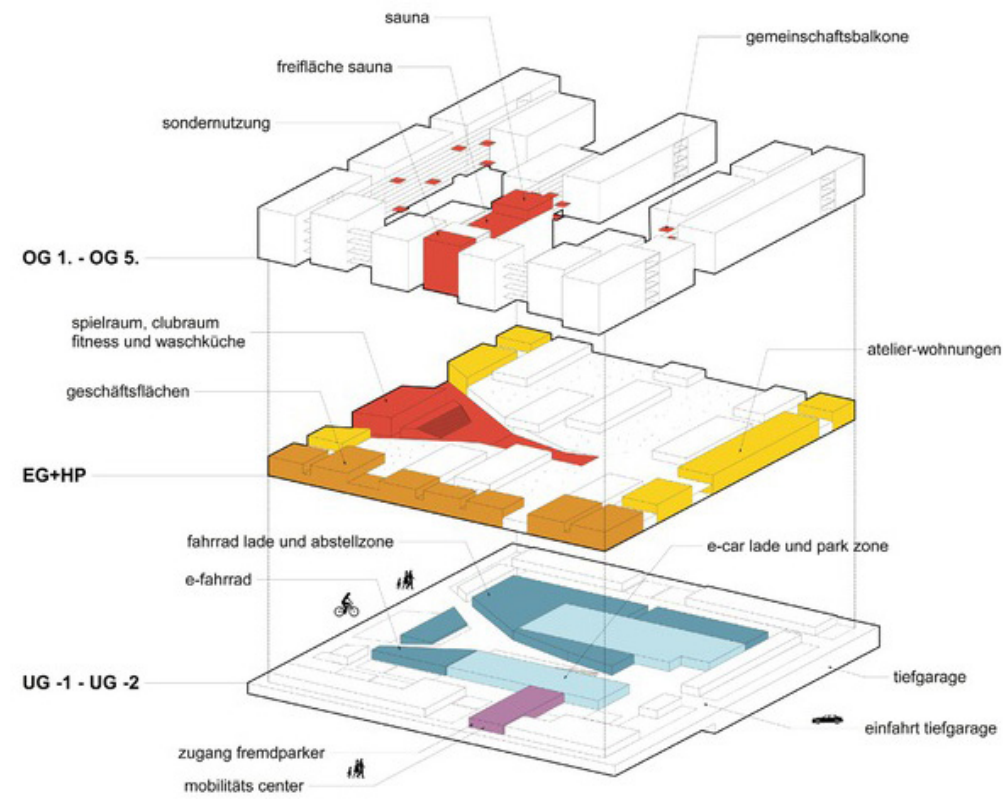 sauna
gemeinschaftsbalkone
freifläche sauna
sondernutzung
OG 1. - OG 5.
spielraum, clubraum
fitness und waschküche
atelier-wohnungen
geschäftsflächen
EG+HP
fahrrad lade und abstellzone
e-car lade und park zone
e-fahrrad
UG -1 - UG -2
tiefgarage
einfahrt tiefgarage
zugang fremdparker
mobilitäts center